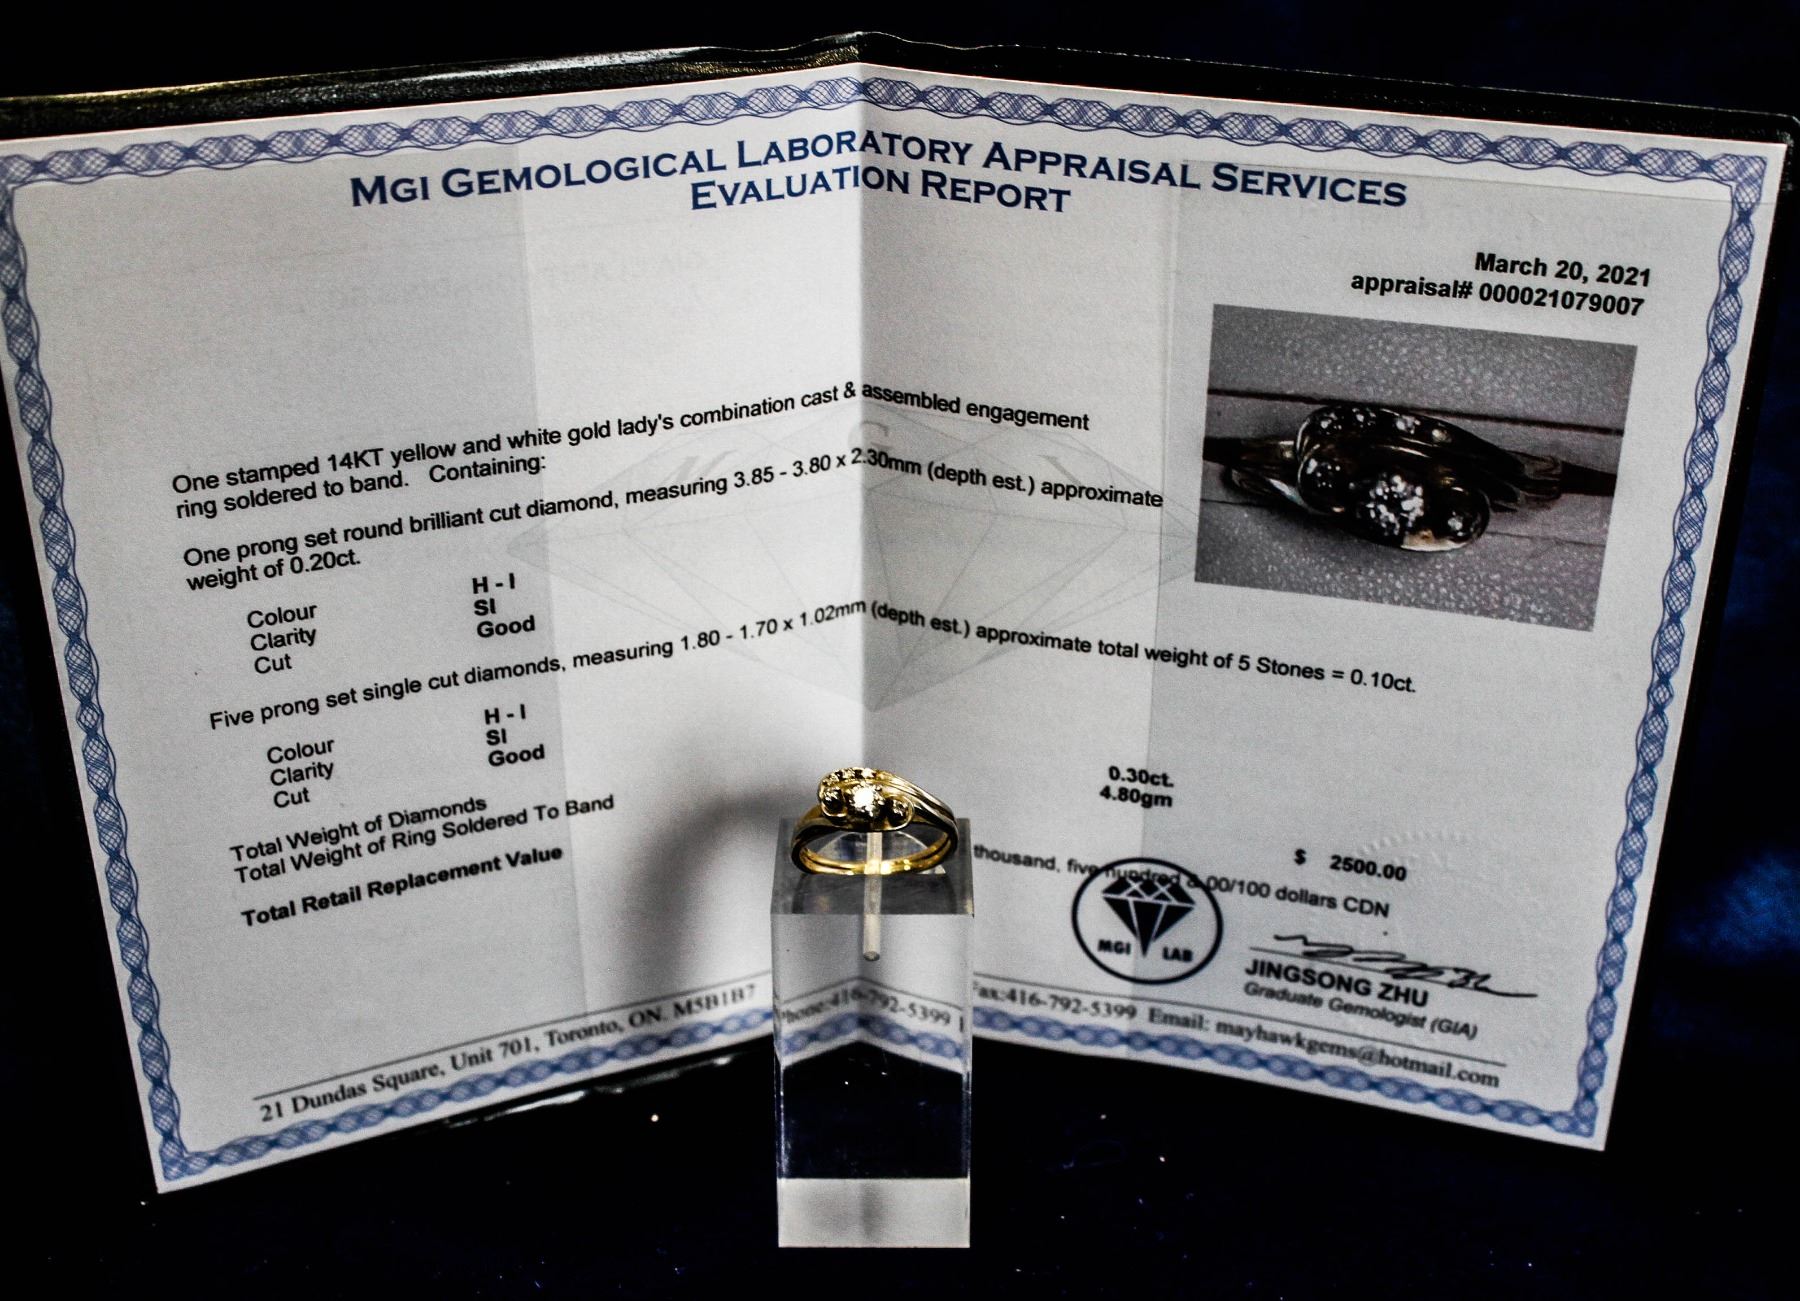 MGI GEMOLOGICAL LABORATORY APPRAISAL SERVICES
EVALUATION REPORT
March 20, 2021
appraisal# 000021079007
One stamped 14KT yellow and white gold lady's combination cast & assembled engagement
ring soldered to band. Containing:
One prong set round brilliant cut diamond, measuring 3.85 - 3.80 x 2.30mm (depth est.) approximate
weight of 0.20ct.
Colour H - I
Clarity SI
Cut Good
Five prong set single cut diamonds, measuring 1.80 - 1.70 x 1.02mm (depth est.) approximate total weight of 5 Stones = 0.10ct.
Colour H - I
Clarity SI
Cut Good
Total Weight of Diamonds 0.30ct.
Total Weight of Ring Soldered To Band 4.80gm
Total Retail Replacement Value $ 2500.00
thousand, five hundred & 00/100 dollars CDN
MGI LAB
JINGSONG ZHU
Graduate Gemologist (GIA)
21 Dundas Square, Unit 701, Toronto, ON. M5B1B7 Phone:416-792-5399 Fax:416-792-5399 Email: mayhawkgems@hotmail.com